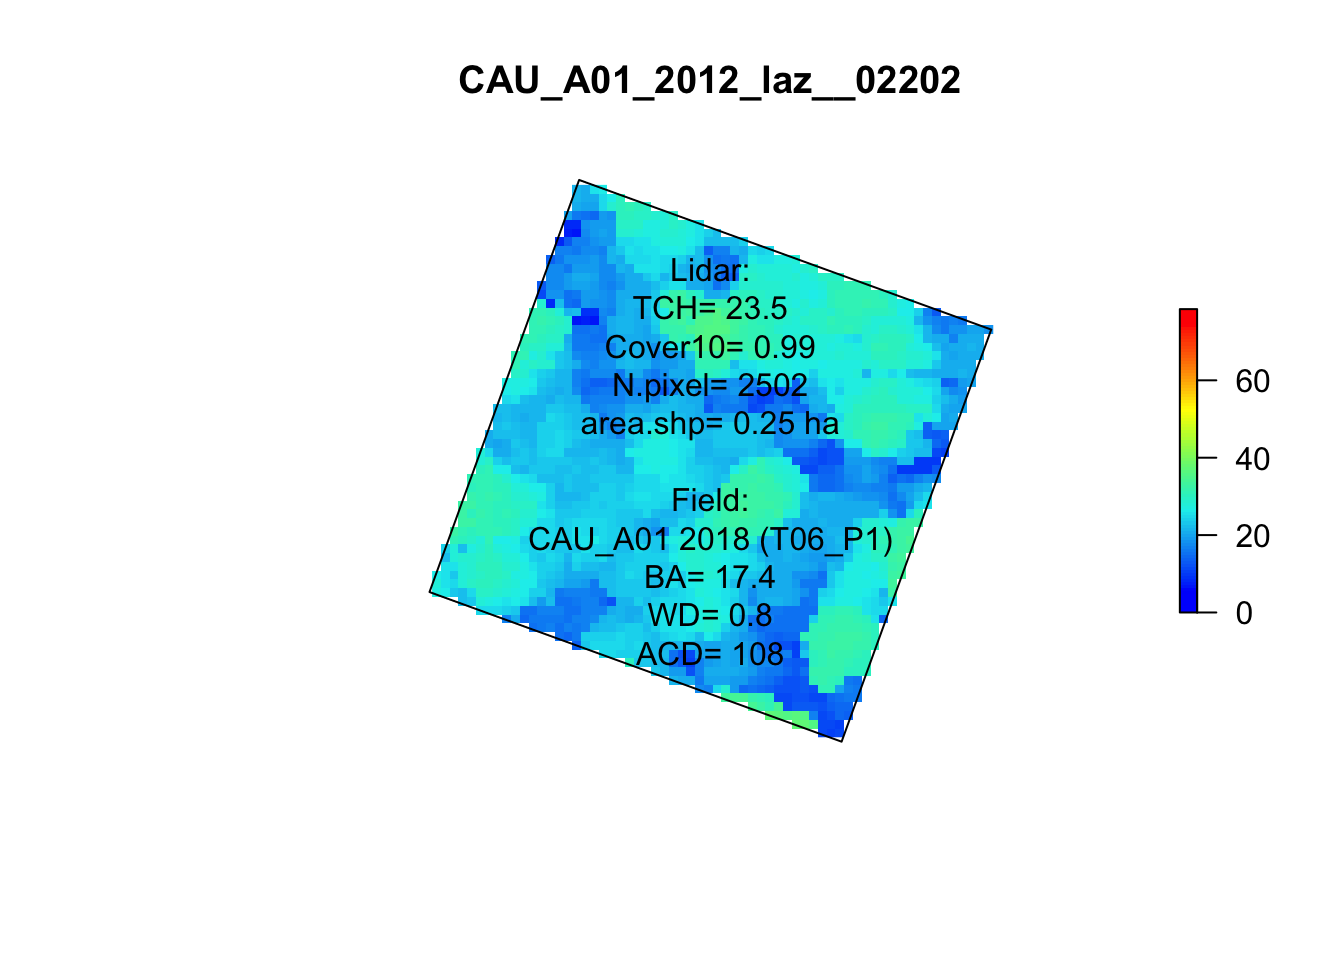 CAU_A01_2012_laz__02202
Lidar:
TCH= 23.5
Cover10= 0.99
N.pixel= 2502
area.shp= 0.25 ha
Field:
CAU_A01 2018 (T06_P1)
BA= 17.4
WD= 0.8
ACD= 108
60
40
20
0